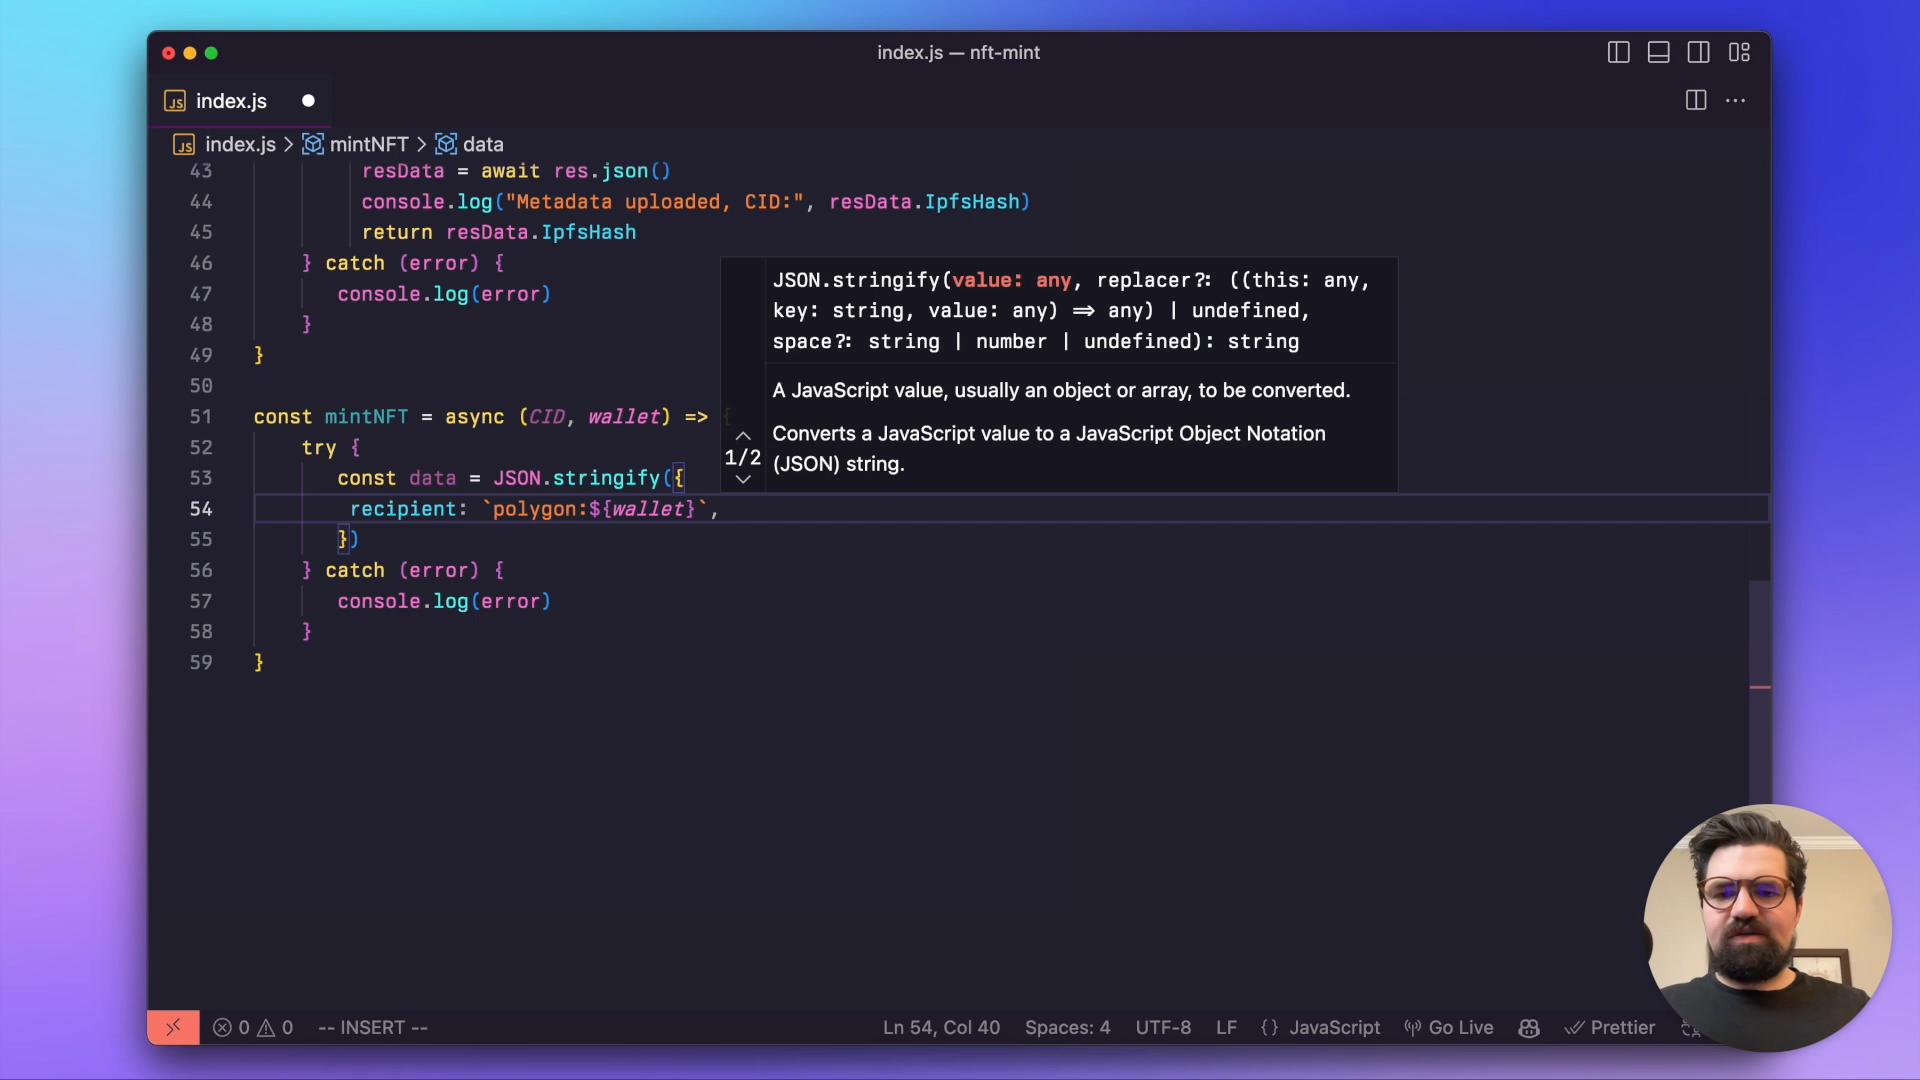 index.js — nft-mint
JS index.js
JS index.js > mintNFT > data
43 resData = await res.json()
44 console.log("Metadata uploaded, CID:", resData.IpfsHash)
45 return resData.IpfsHash
46 } catch (error) {
47 console.log(error)
48 }
49 }
50
51 const mintNFT = async (CID, wallet) => {
52 try {
53 const data = JSON.stringify({
54 recipient: `polygon:${wallet}`,
55 })
56 } catch (error) {
57 console.log(error)
58 }
59 }
1/2
JSON.stringify(value: any, replacer?: ((this: any,
key: string, value: any) => any) | undefined,
space?: string | number | undefined): string
A JavaScript value, usually an object or array, to be converted.
Converts a JavaScript value to a JavaScript Object Notation
(JSON) string.
0 0 -- INSERT -- Ln 54, Col 40 Spaces: 4 UTF-8 LF {} JavaScript Go Live Prettier